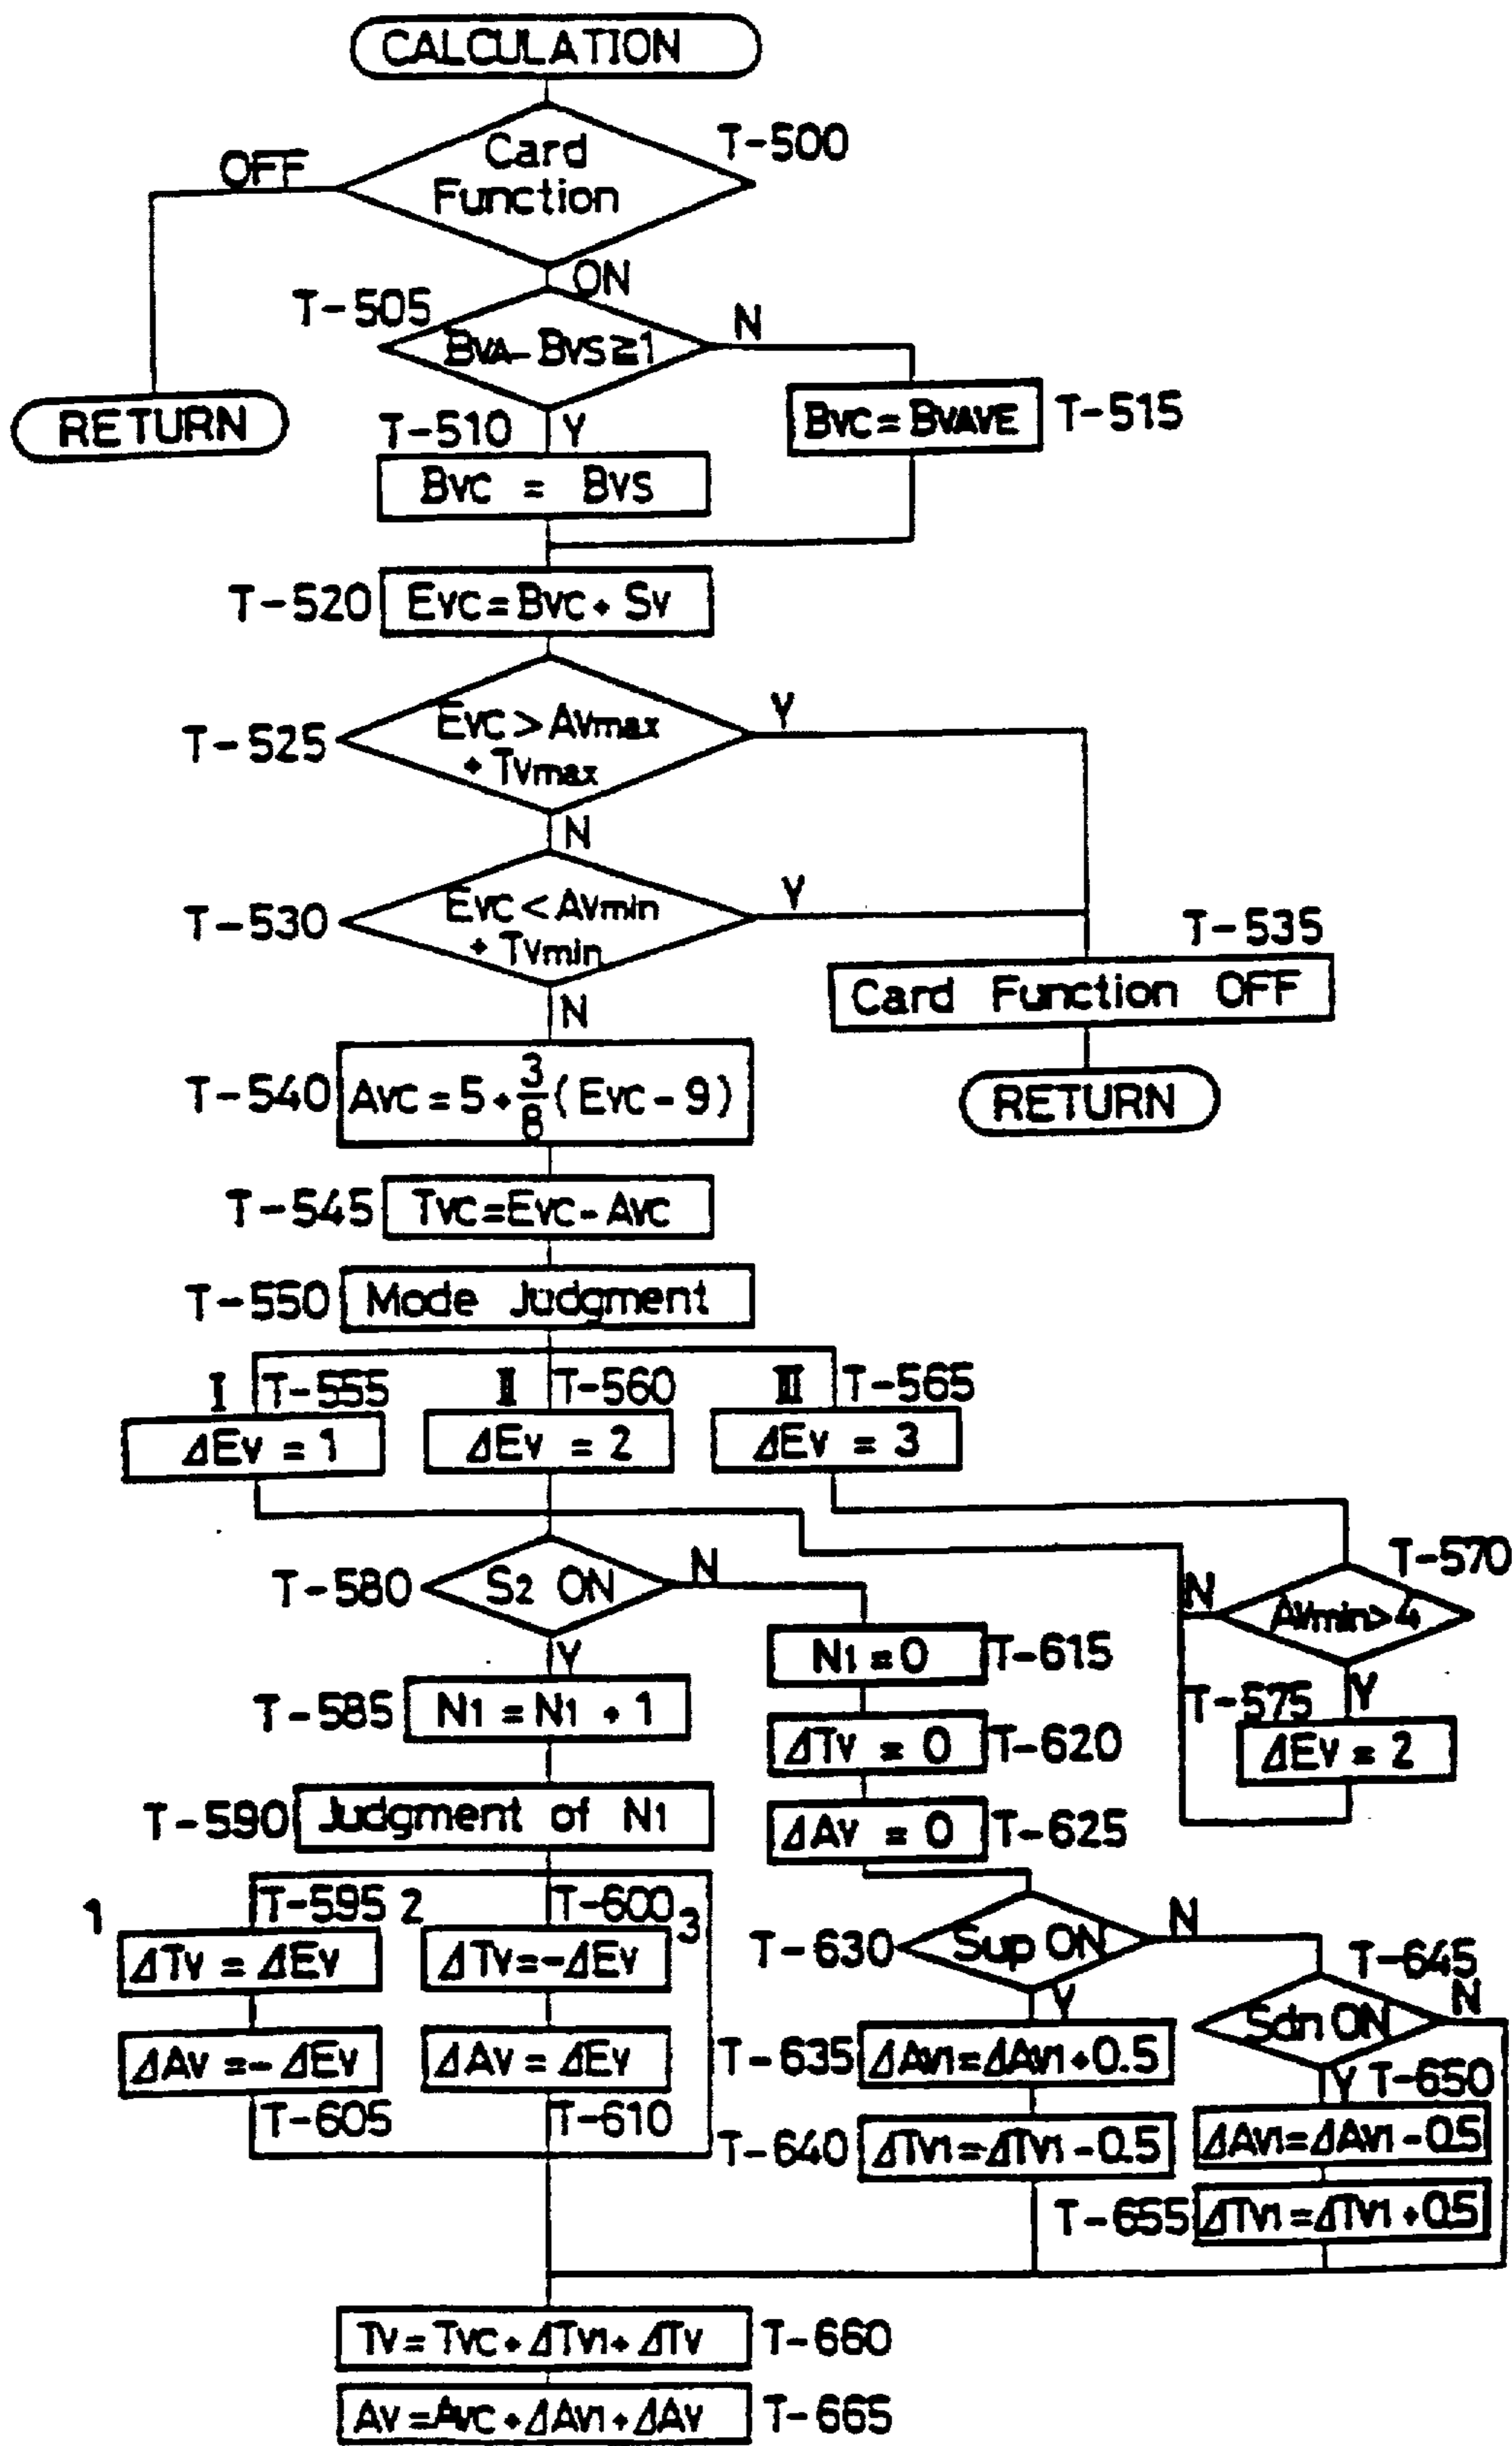 CALCULATION
Card
Function
T-500
OFF
ON
T-505
BVA-BVS≧1
N
RETURN
T-510
Y
BVC = BVAVE
T-515
BVC = BVS
T-520
EVC=BVC+SV
T-525
EVC>AVmax
+TVmax
Y
N
T-530
EVC<AVmin
+TVmin
Y
T-535
Card Function OFF
N
T-540
AVC=5+3/8(EVC-9)
RETURN
T-545
TVC=EVC-AVC
T-550
Mode Judgment
I T-555
II T-560
III T-565
ΔEV = 1
ΔEV = 2
ΔEV = 3
T-570
T-580
S2 ON
N
N
AVmin>4
Y
N1=0
T-615
T-585
N1=N1+1
T-575
Y
ΔTV = 0
T-620
ΔEV = 2
T-590
Judgment of N1
ΔAV = 0
T-625
1
T-595
2
T-600
3
T-630
Sup ON
N
ΔTV = ΔEV
ΔTV=-ΔEV
T-645
Sdn ON
N
Y
ΔAV=-ΔEV
ΔAV = ΔEV
T-635
ΔAV1=ΔAV1+0.5
Y
T-650
T-605
T-610
T-640
ΔTV1=ΔTV1-0.5
ΔAV1=ΔAV1-0.5
T-655
ΔTV1=ΔTV1+0.5
TV=TVC+ΔTV1+ΔTV
T-660
AV=AVC+ΔAV1+ΔAV
T-665